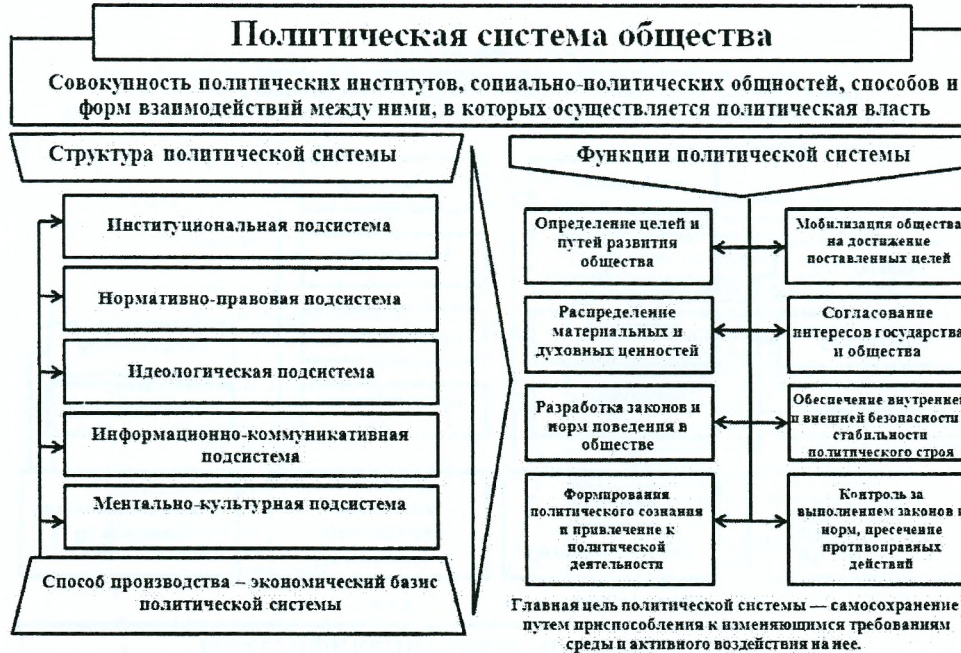 Политическая система общества
Совокупность политических институтов, социально-политических общностей, способов и
форм взаимодействий между ними, в которых осуществляется политическая власть
Структура политической системы
Институциональная подсистема
Нормативно-правовая подсистема
Идеологическая подсистема
Информационно-коммуникативная
подсистема
Ментально-культурная подсистема
Способ производства – экономический базис
политической системы
Функции политической системы
Определение целей и
путей развития
общества
Мобилизация общества
на достижение
поставленных целей
Распределение
материальных и
духовных ценностей
Согласование
интересов государства
и общества
Разработка законов и
норм поведения в
обществе
Обеспечение внутренней
и внешней безопасности
стабильности
политического строя
Формирования
политического сознания
и привлечение к
политической
деятельности
Контроль за
выполнением законов и
норм, пресечение
противоправных
действий
Главная цель политической системы — самосохранение
путем приспособления к изменяющимся требованиям
среды и активного воздействия на нее.